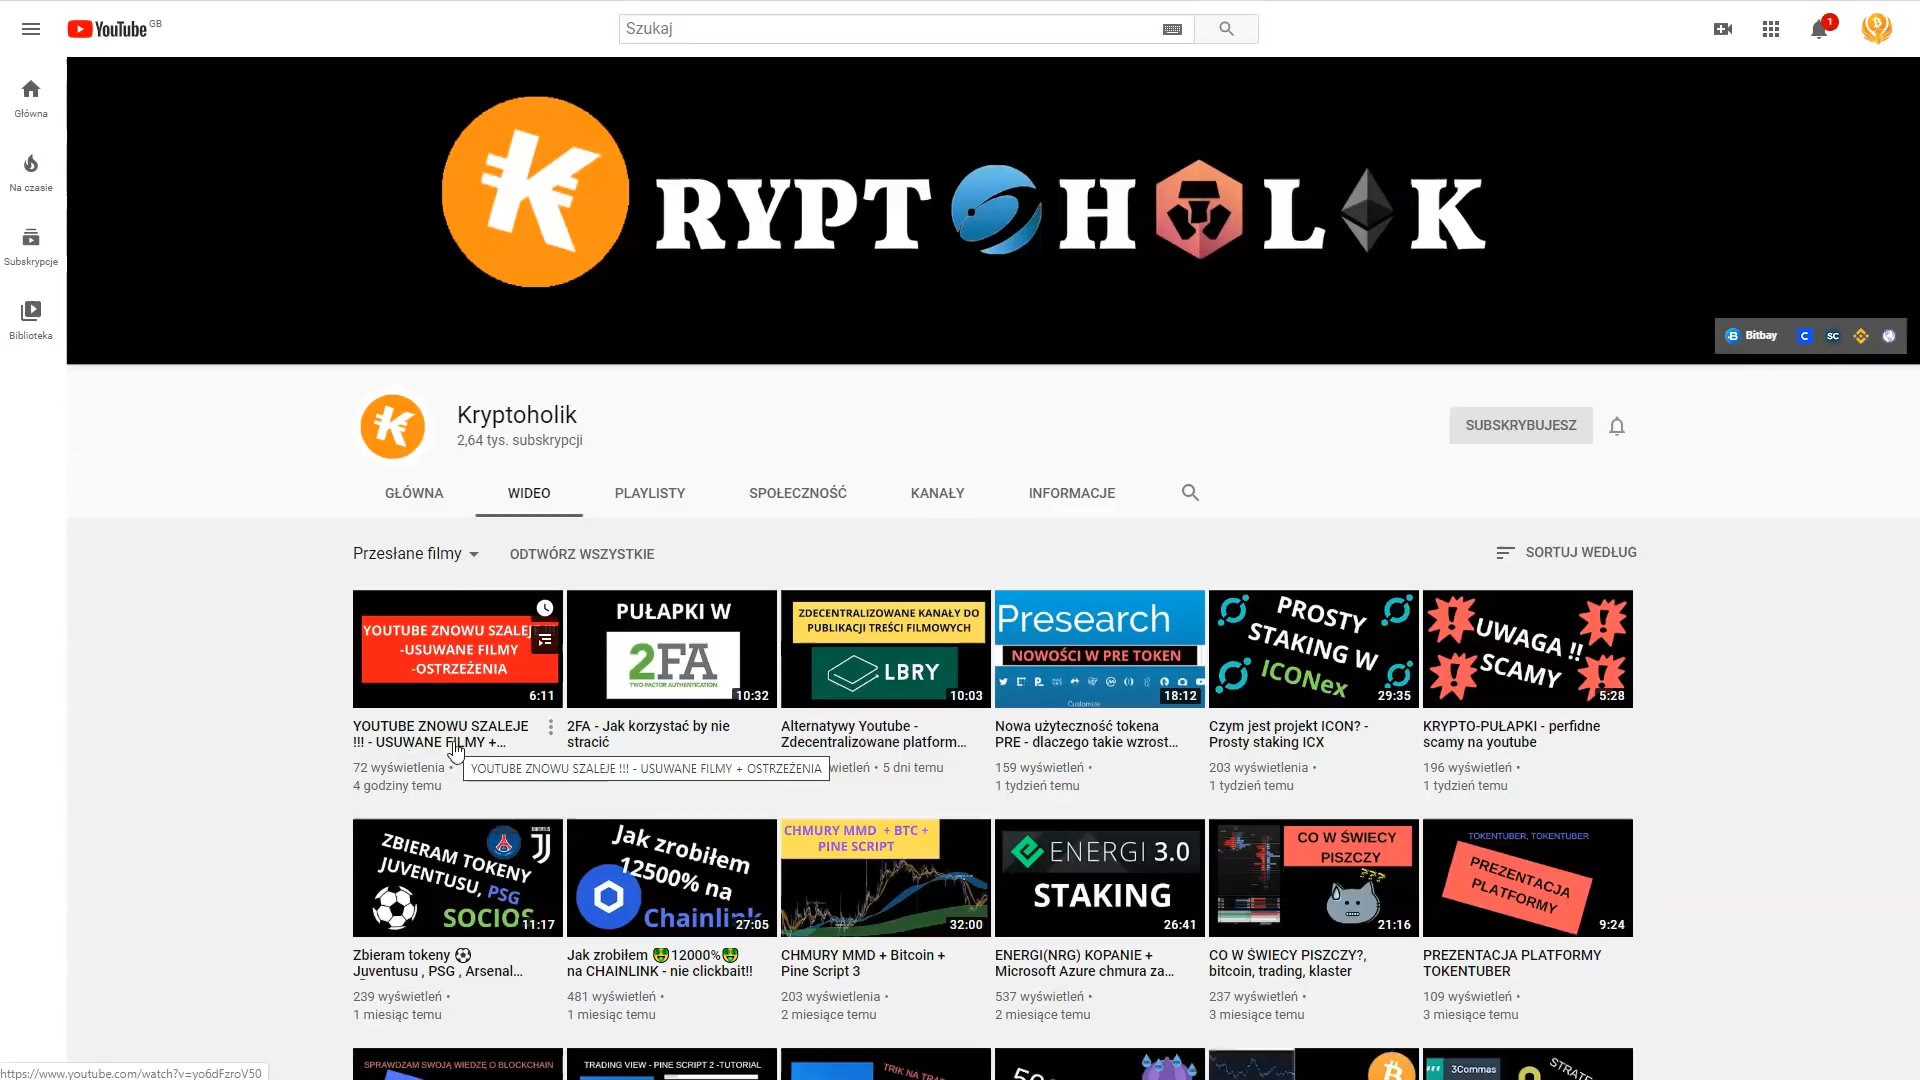 YouTube GB
Szukaj
1
Główna
Na czasie
Subskrypcje
Biblioteka
RYPT H L K
Bitbay
Kryptoholik
2,64 tys. subskrypcji
SUBSKRYBUJESZ
GŁÓWNA
WIDEO
PLAYLISTY
SPOŁECZNOŚĆ
KANAŁY
INFORMACJE
Przesłane filmy
ODTWÓRZ WSZYSTKIE
SORTUJ WEDŁUG
YOUTUBE ZNOWU SZALEJ
-USUWANE FILMY
-OSTRZEŻENIA
6:11
PUŁAPKI W
2FA
TWO-FACTOR AUTHENTICATION
10:32
ZDECENTRALIZOWANE KANAŁY DO
PUBLIKACJI TREŚCI FILMOWYCH
LBRY
10:03
Presearch
NOWOŚCI W PRE TOKEN
Customize
18:12
PROSTY
STAKING W
ICONex
29:35
UWAGA !!
SCAMY
5:28
YOUTUBE ZNOWU SZALEJE
!!! - USUWANE FILMY +...
72 wyświetlenia •
4 godziny temu
2FA - Jak korzystać by nie
stracić
YOUTUBE ZNOWU SZALEJE !!! - USUWANE FILMY + OSTRZEŻENIA
Alternatywy Youtube -
Zdecentralizowane platform...
wietleń • 5 dni temu
Nowa użyteczność tokena
PRE - dlaczego takie wzrost...
159 wyświetleń •
1 tydzień temu
Czym jest projekt ICON? -
Prosty staking ICX
203 wyświetlenia •
1 tydzień temu
KRYPTO-PUŁAPKI - perfidne
scamy na youtube
196 wyświetleń •
1 tydzień temu
ZBIERAM TOKENY
JUVENTUSU, PSG
SOCIOS
11:17
Jak zrobiłem
12500% na
Chainlink
27:05
CHMURY MMD + BTC +
PINE SCRIPT
32:00
ENERGI 3.0
STAKING
26:41
CO W ŚWIECY
PISZCZY
???
21:16
TOKENTUBER, TOKENTUBER
PREZENTACJA
PLATFORMY
9:24
Zbieram tokeny
Juventusu , PSG , Arsenal...
239 wyświetleń •
1 miesiąc temu
Jak zrobiłem 12000%
na CHAINLINK - nie clickbait!!
481 wyświetleń •
1 miesiąc temu
CHMURY MMD + Bitcoin +
Pine Script 3
203 wyświetlenia •
2 miesiące temu
ENERGI(NRG) KOPANIE +
Microsoft Azure chmura za...
537 wyświetleń •
2 miesiące temu
CO W ŚWIECY PISZCZY?,
bitcoin, trading, klaster
237 wyświetleń •
3 miesiące temu
PREZENTACJA PLATFORMY
TOKENTUBER
109 wyświetleń •
3 miesiące temu
SPRAWDZAM SWOJĄ WIEDZĘ O BLOCKCHAIN
TRADING VIEW - PINE SCRIPT 2 -TUTORIAL
3Commas
https://www.youtube.com/watch?v=yo6dFzroV50